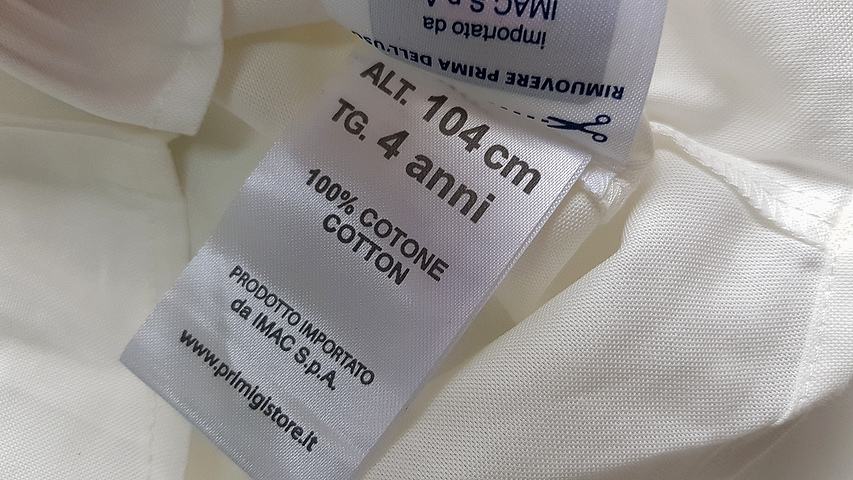 ALT. 104 cm
TG. 4 anni
100% COTONE
COTTON
PRODOTTO IMPORTATO
da IMAC S.p.A.
www.primigistore.it
RIMUOVERE PRIMA DELL'USO
importato da
IMAC S.p.A.